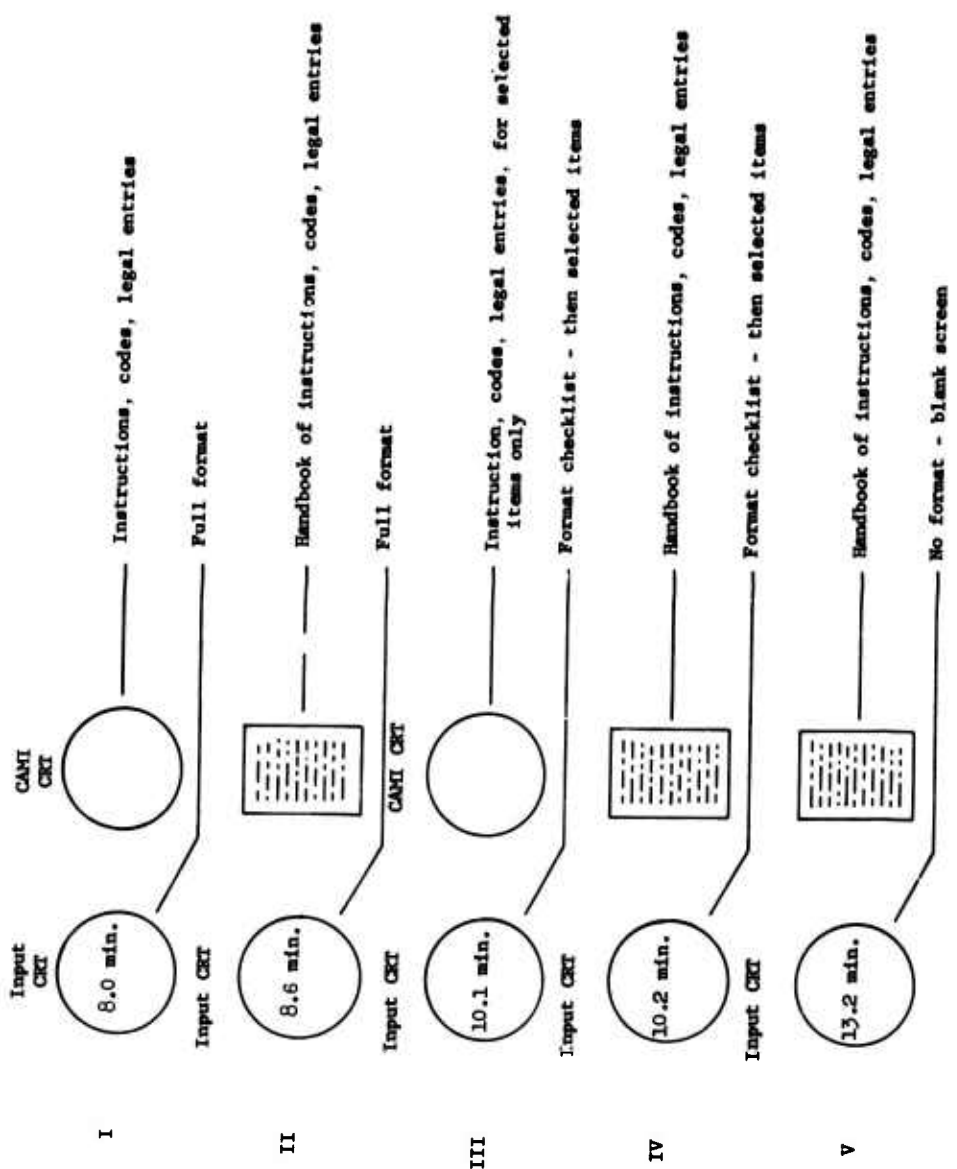 Input
CRT
CAMI
CRT
I
8.0 min.
Instructions, codes, legal entries
Full format
Input CRT
II
8.6 min.
Handbook of instructions, codes, legal entries
Full format
Input CRT
CAMI CRT
III
10.1 min.
Instruction, codes, legal entries, for selected
items only
Format checklist - then selected items
Input CRT
IV
10.2 min.
Handbook of instructions, codes, legal entries
Format checklist - then selected items
Input CRT
V
13.2 min.
Handbook of instructions, codes, legal entries
No format - blank screen